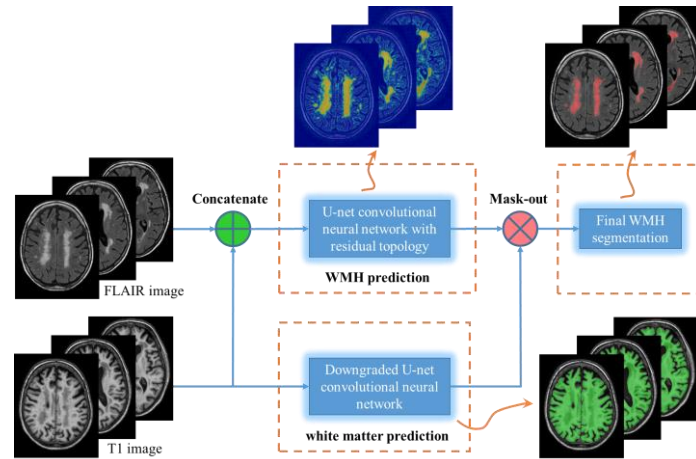 Concatenate
Mask-out
U-net convolutional
neural network with
residual topology
Final WMH
segmentation
WMH prediction
FLAIR image
Downgraded U-net
convolutional neural
network
white matter prediction
T1 image